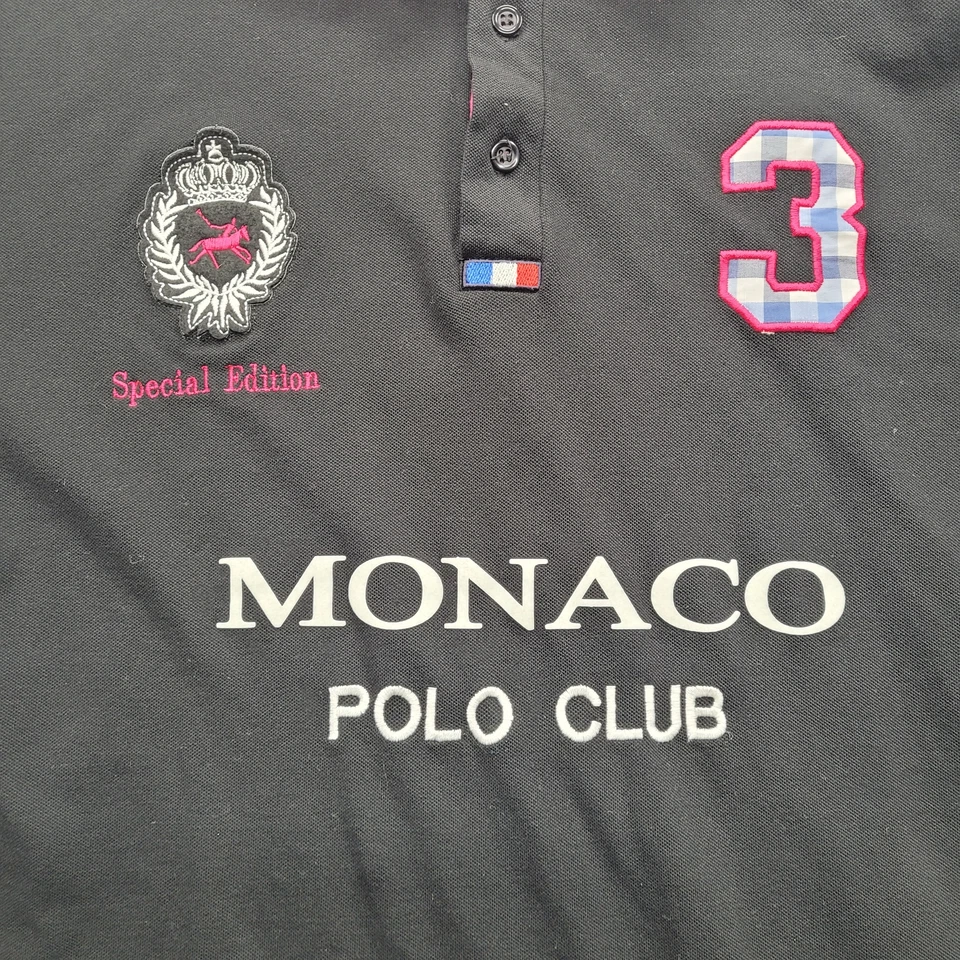 3
Special Edition
MONACO
POLO CLUB